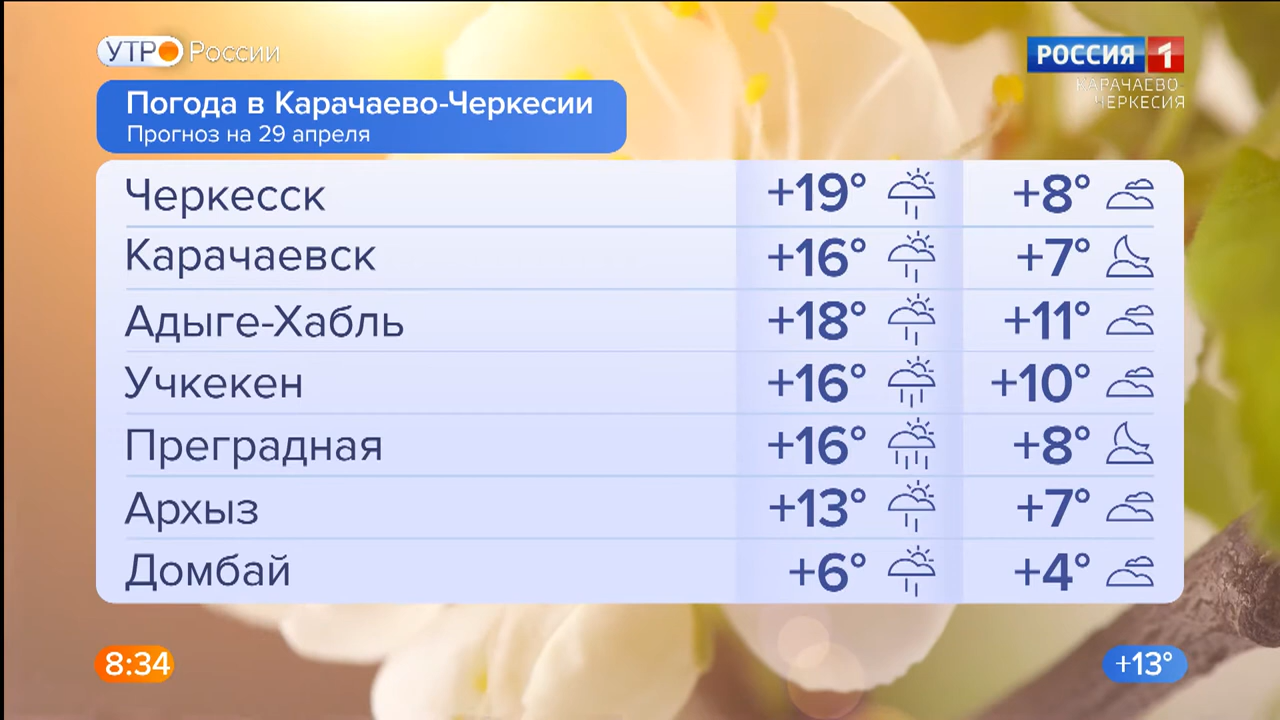 УТРО России
РОССИЯ 1
КАРАЧАЕВО-
ЧЕРКЕСИЯ
Погода в Карачаево-Черкесии
Прогноз на 29 апреля
Черкесск +19° +8°
Карачаевск +16° +7°
Адыге-Хабль +18° +11°
Учкекен +16° +10°
Преградная +16° +8°
Архыз +13° +7°
Домбай +6° +4°
8:34 +13°